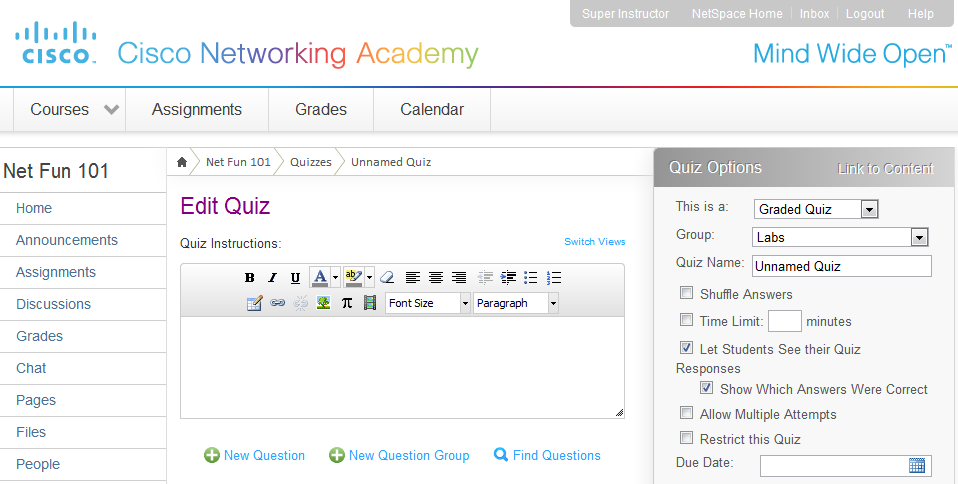 Super Instructor NetSpace Home Inbox Logout Help
CISCO Cisco Networking Academy Mind Wide Open™
Courses Assignments Grades Calendar
Net Fun 101
Home
Announcements
Assignments
Discussions
Grades
Chat
Pages
Files
People
Net Fun 101 Quizzes Unnamed Quiz
Edit Quiz
Quiz Instructions: Switch Views
B I U A ab
π Font Size Paragraph
New Question New Question Group Find Questions
Quiz Options Link to Content
This is a: Graded Quiz
Group: Labs
Quiz Name: Unnamed Quiz
Shuffle Answers
Time Limit: minutes
Let Students See their Quiz
Responses
Show Which Answers Were Correct
Allow Multiple Attempts
Restrict this Quiz
Due Date: